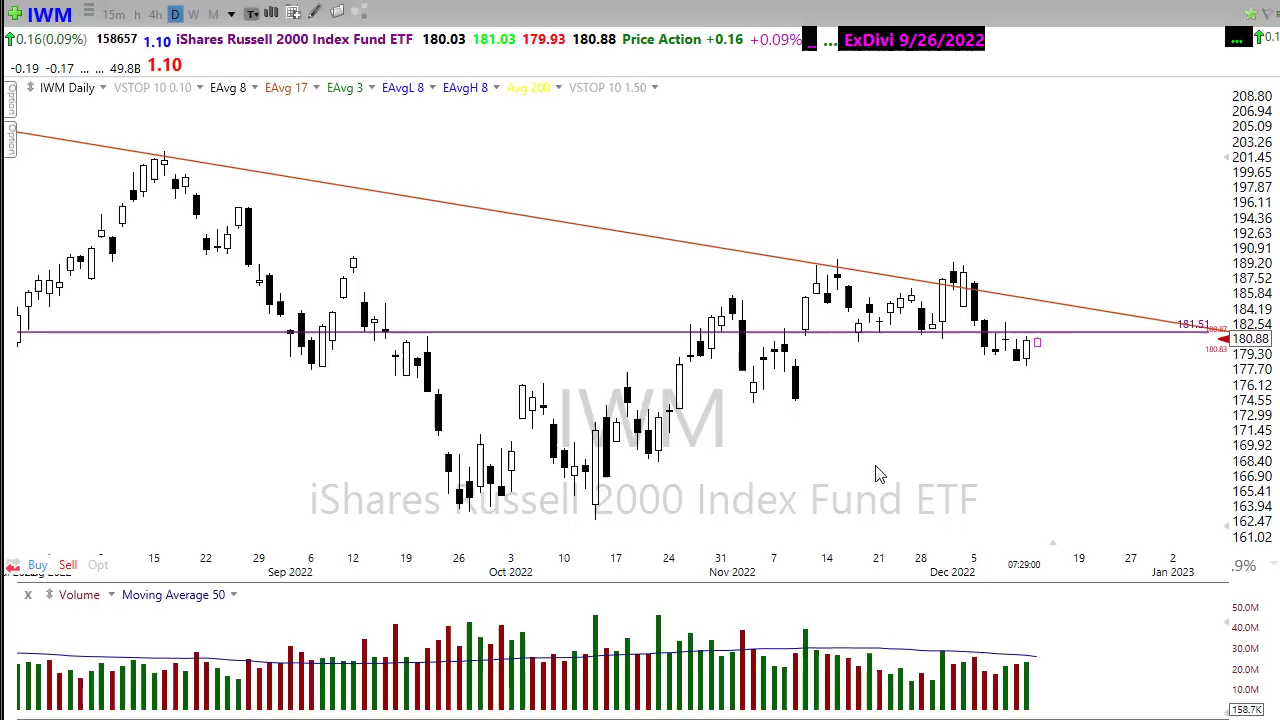 IWM 15m h 4h D W M T
0.16(0.09%) 158657 1.10 iShares Russell 2000 Index Fund ETF 180.03 181.03 179.93 180.88 Price Action +0.16 +0.09% ... ExDivi 9/26/2022 ...
-0.19 -0.17 ... ... 49.8B 1.10
Option
Option
IWM Daily VSTOP 10 0.10 EAvg 8 EAvg 17 EAvg 3 EAvgL 8 EAvgH 8 Avg 200 VSTOP 10 1.50
208.80
206.94
205.09
203.26
201.45
199.65
197.87
196.11
194.36
192.63
190.91
189.20
187.52
185.84
184.19
181.51
182.54
180.88
180.83
179.30
177.70
176.12
174.55
172.99
171.45
169.92
168.40
166.90
165.41
163.94
162.47
161.02
IWM
iShares Russell 2000 Index Fund ETF
15 22 29 6 12 19 26 3 10 17 24 7 14 21 28 5 19 27 2
Buy Sell Opt
Sep 2022 Oct 2022 Nov 2022 Dec 2022 07:29:00 Jan 2023
.9%
x Volume Moving Average 50
50.0M
40.0M
30.0M
20.0M
10.0M
158.7K